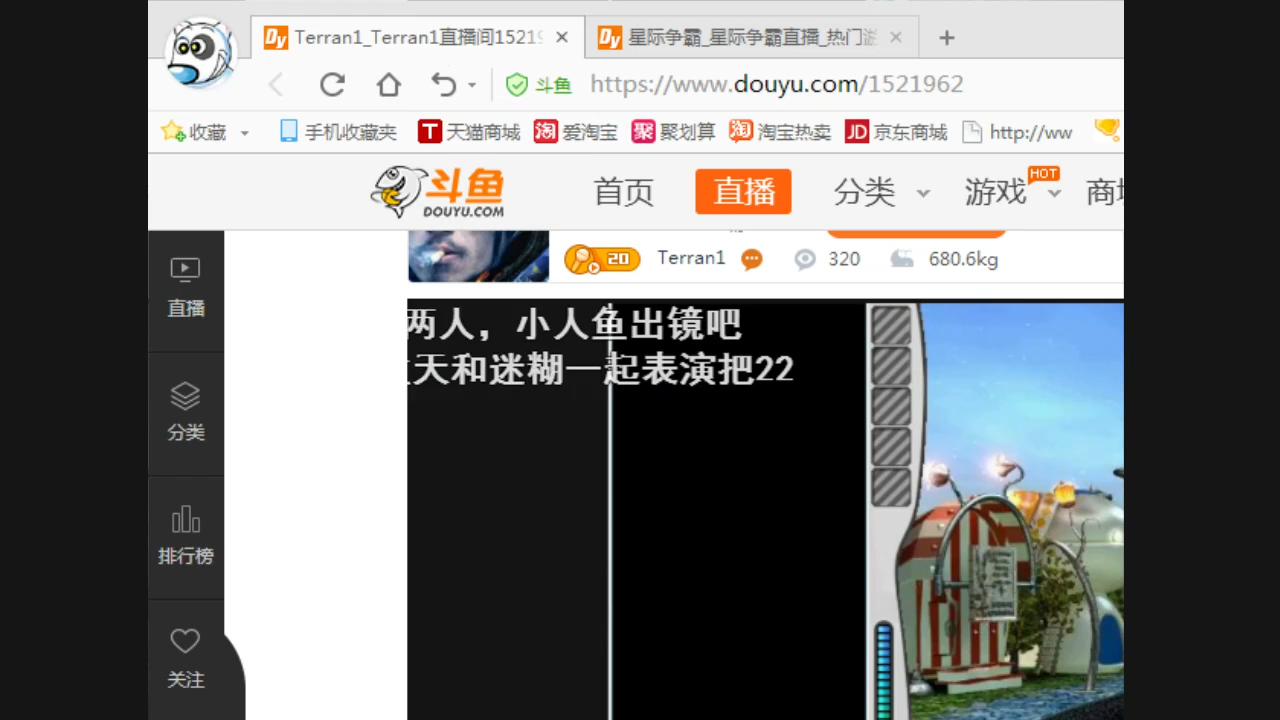 Terran1_Terran1直播间1521
星际争霸_星际争霸直播_热门游
斗鱼 https://www.douyu.com/1521962
收藏 手机收藏夹 T 天猫商城 淘 爱淘宝 聚 聚划算 淘 淘宝热卖 JD 京东商城 http://ww
斗鱼 DOUYU.COM 首页 直播 分类 游戏 HOT 商
20 Terran1 320 680.6kg
直播
分类
排行榜
关注
两人，小人鱼出镜吧
天和迷糊一起表演把22